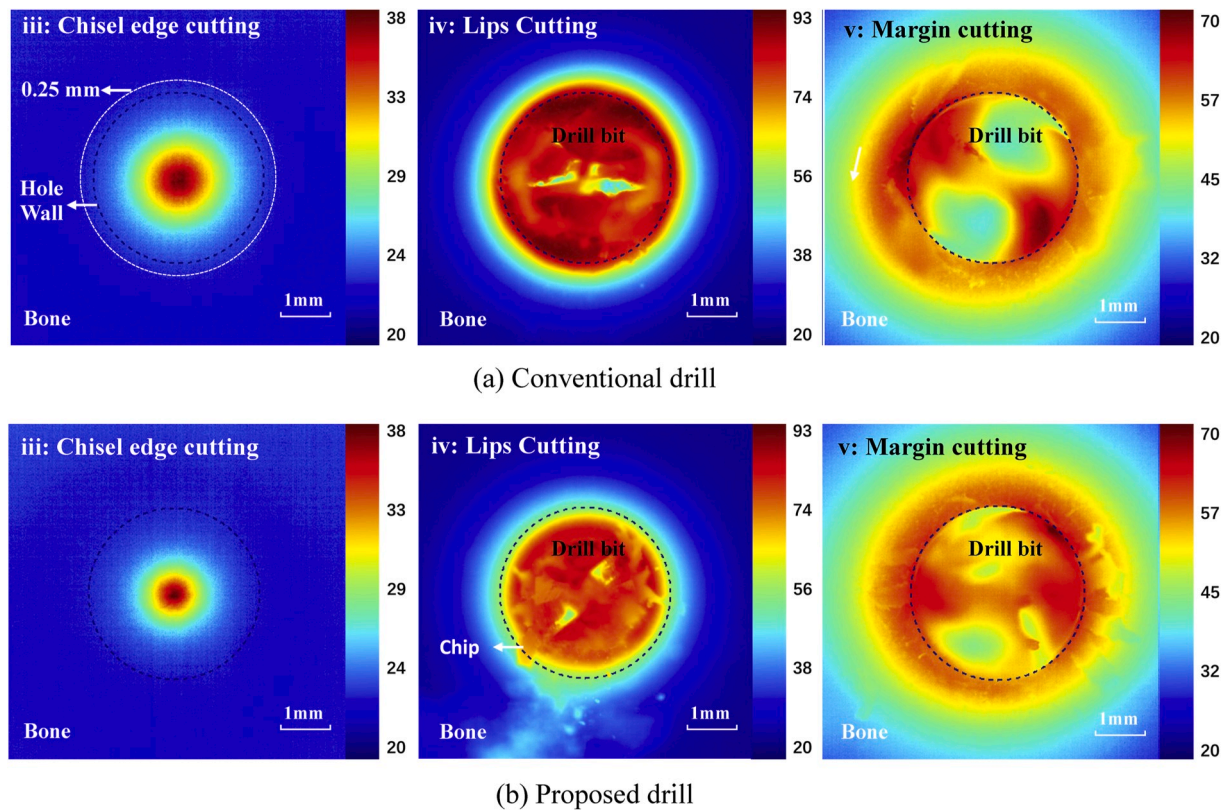 iii: Chisel edge cutting
0.25 mm
Hole
Wall
Bone
1mm
38
33
29
24
20
iv: Lips Cutting
Drill bit
Bone
1mm
93
74
56
38
20
v: Margin cutting
Drill bit
Bone
1mm
70
57
45
32
20
(a) Conventional drill
iii: Chisel edge cutting
Bone
1mm
38
33
29
24
20
iv: Lips Cutting
Drill bit
Chip
Bone
1mm
93
74
56
38
20
v: Margin cutting
Drill bit
Bone
1mm
70
57
45
32
20
(b) Proposed drill